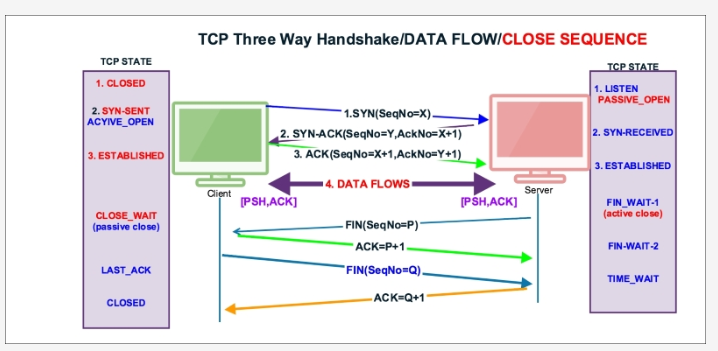 TCP Three Way Handshake/DATA FLOW/CLOSE SEQUENCE
TCP STATE
1. CLOSED
2. SYN-SENT
ACYIVE_OPEN
3. ESTABLISHED
CLOSE_WAIT
(passive close)
LAST_ACK
CLOSED
1.SYN(SeqNo=X)
2. SYN-ACK(SeqNo=Y,AckNo=X+1)
3. ACK(SeqNo=X+1,AckNo=Y+1)
4. DATA FLOWS
Client
Server
[PSH,ACK]
[PSH,ACK]
FIN(SeqNo=P)
ACK=P+1
FIN(SeqNo=Q)
ACK=Q+1
TCP STATE
1. LISTEN
PASSIVE_OPEN
2. SYN-RECEIVED
3. ESTABLISHED
FIN_WAIT-1
(active close)
FIN-WAIT-2
TIME_WAIT